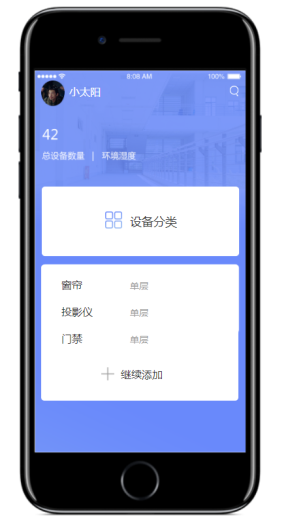 8:08 AM 100%
小太阳
42
总设备数量 | 环境湿度
设备分类
窗帘 单层
投影仪 单层
门禁 单层
继续添加